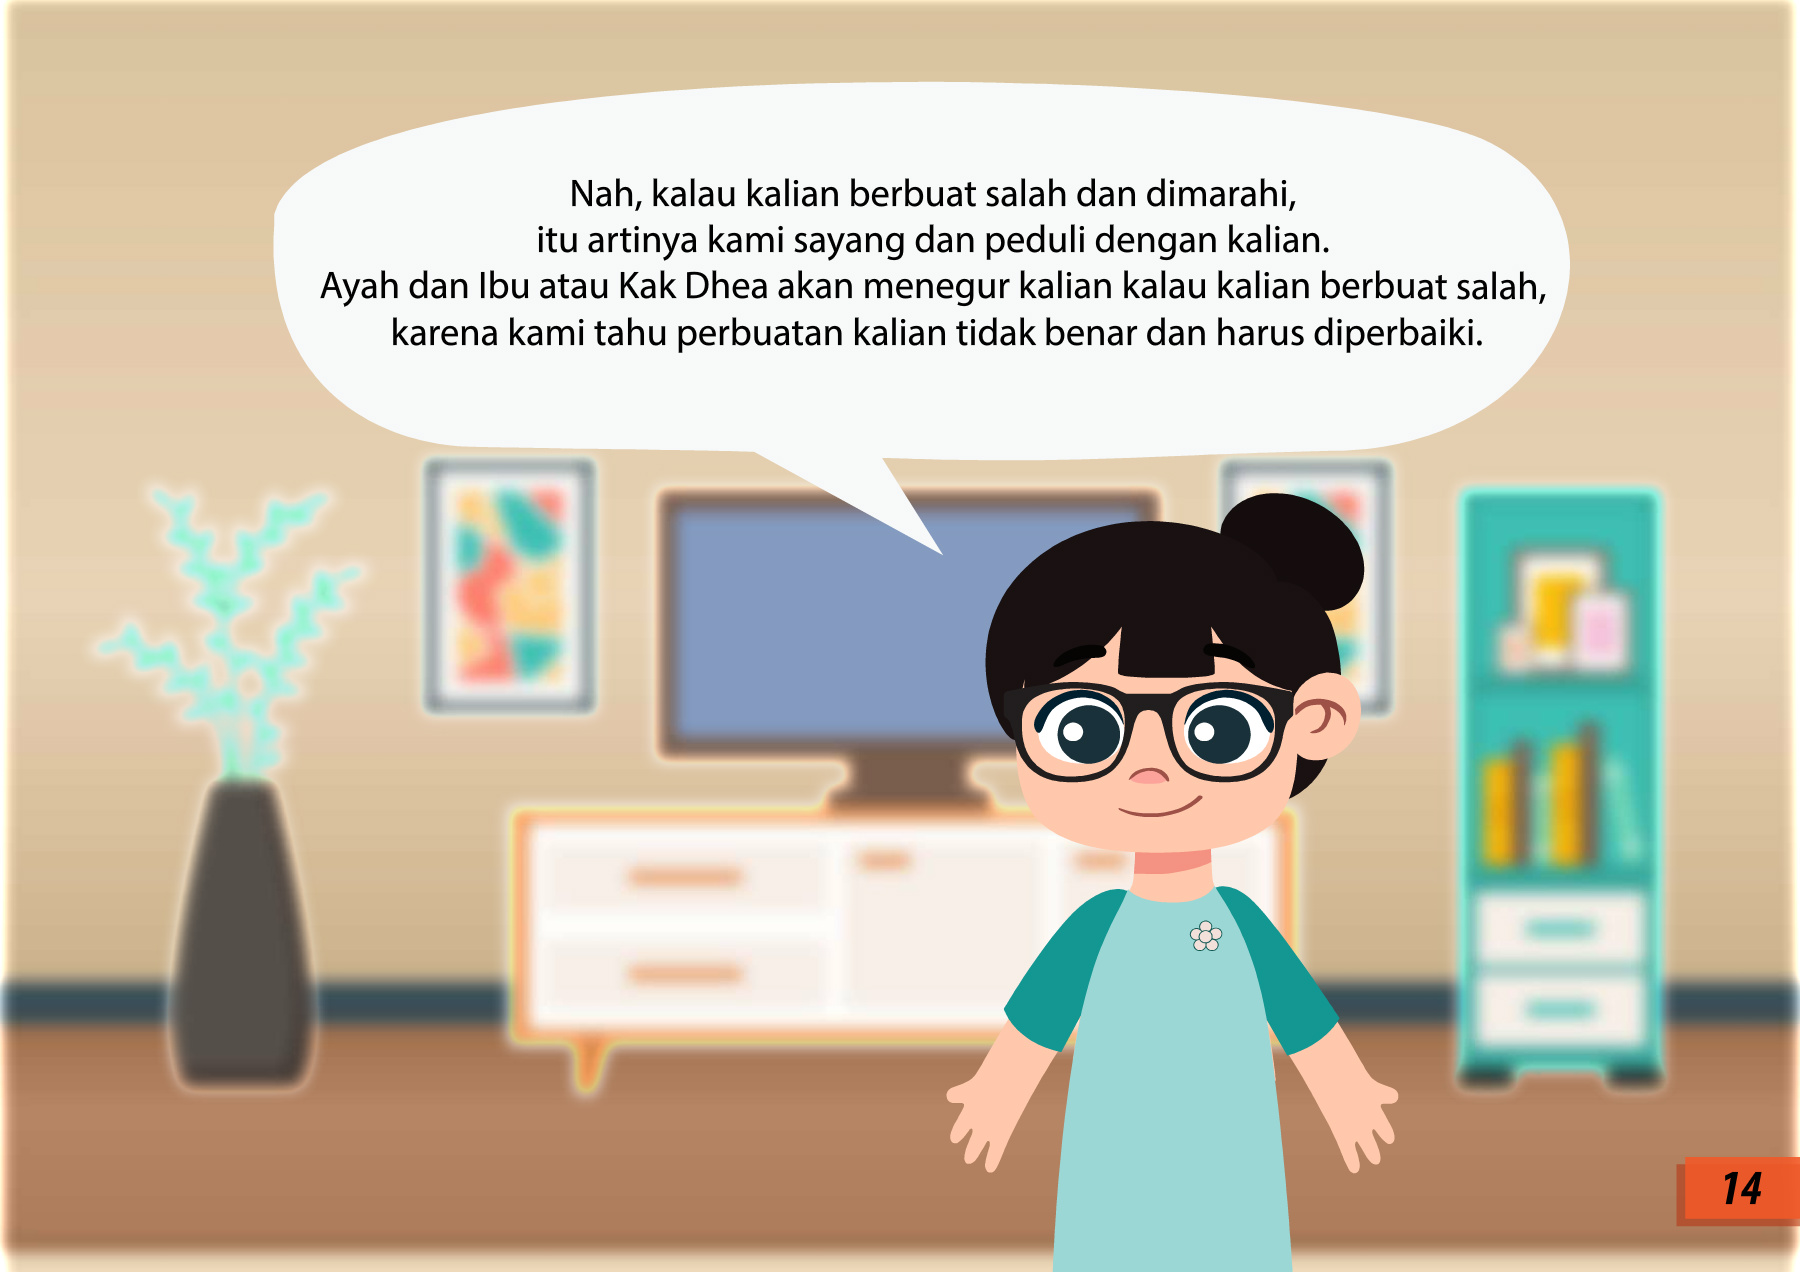 Nah, kalau kalian berbuat salah dan dimarahi,
itu artinya kami sayang dan peduli dengan kalian.
Ayah dan Ibu atau Kak Dhea akan menegur kalian kalau kalian berbuat salah,
karena kami tahu perbuatan kalian tidak benar dan harus diperbaiki.
14